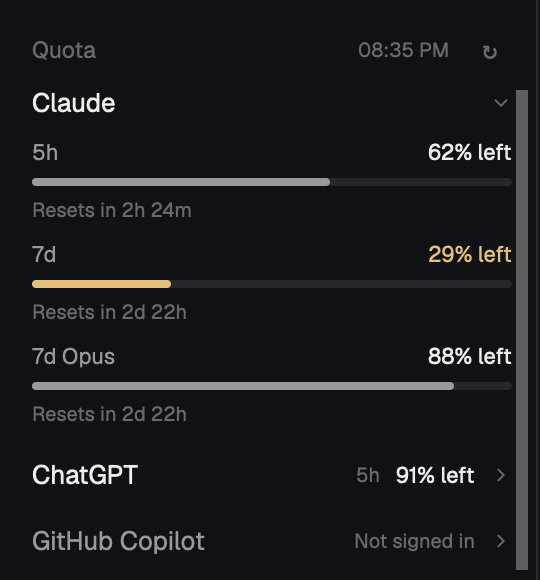 Quota 08:35 PM ↻
Claude
5h 62% left
Resets in 2h 24m
7d 29% left
Resets in 2d 22h
7d Opus 88% left
Resets in 2d 22h
ChatGPT 5h 91% left
GitHub Copilot Not signed in